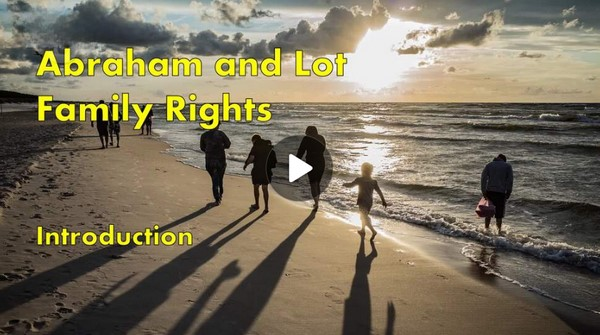 Abraham and Lot
Family Rights
Introduction